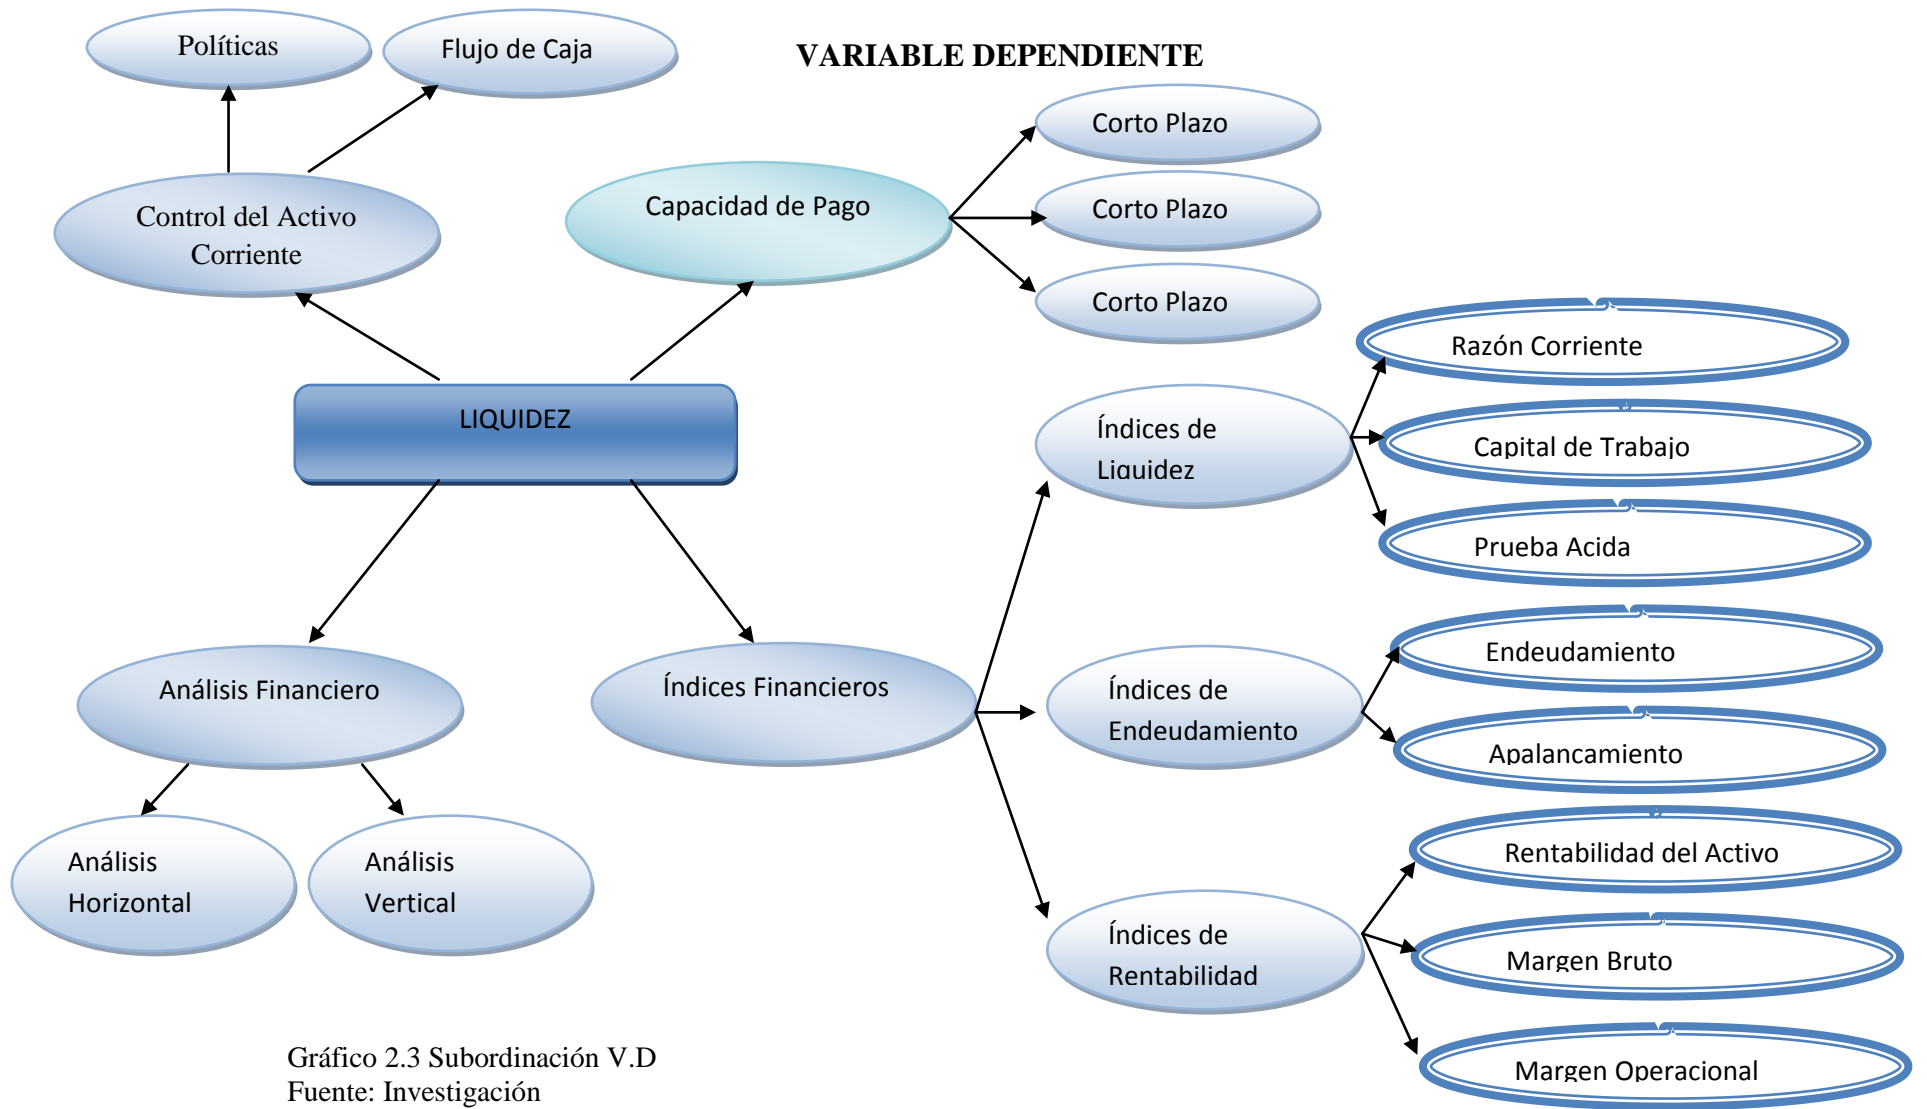 Políticas
Flujo de Caja
VARIABLE DEPENDIENTE
Corto Plazo
Control del Activo
Corriente
Capacidad de Pago
Corto Plazo
Corto Plazo
Razón Corriente
LIQUIDEZ
Índices de
Liquidez
Capital de Trabajo
Prueba Acida
Análisis Financiero
Índices Financieros
Índices de
Endeudamiento
Endeudamiento
Apalancamiento
Análisis
Horizontal
Análisis
Vertical
Rentabilidad del Activo
Índices de
Rentabilidad
Margen Bruto
Margen Operacional
Gráfico 2.3 Subordinación V.D
Fuente: Investigación